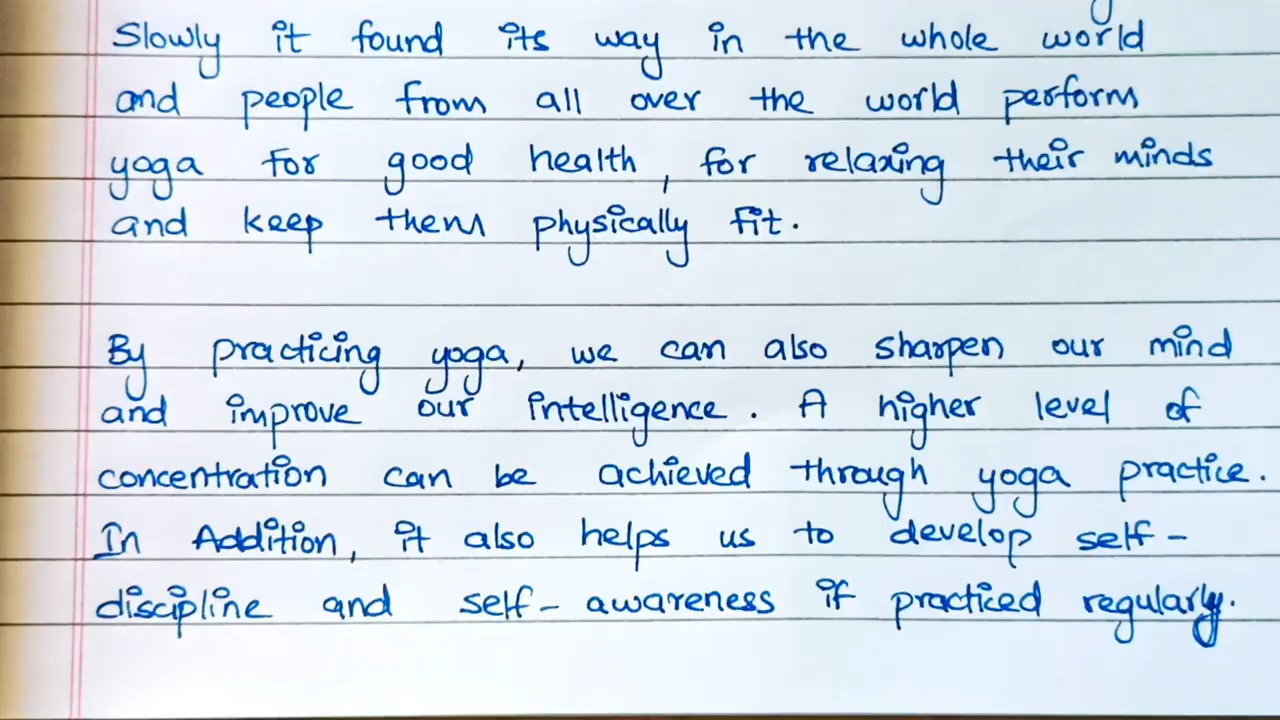 Slowly it found its way in the whole world
and people from all over the world perform
yoga for good health, for relaxing their minds
and keep them physically fit.
By practicing yoga, we can also sharpen our mind
and improve our intelligence. A higher level of
concentration can be achieved through yoga practice.
In Addition, it also helps us to develop self-
discipline and self-awareness if practiced regularly.